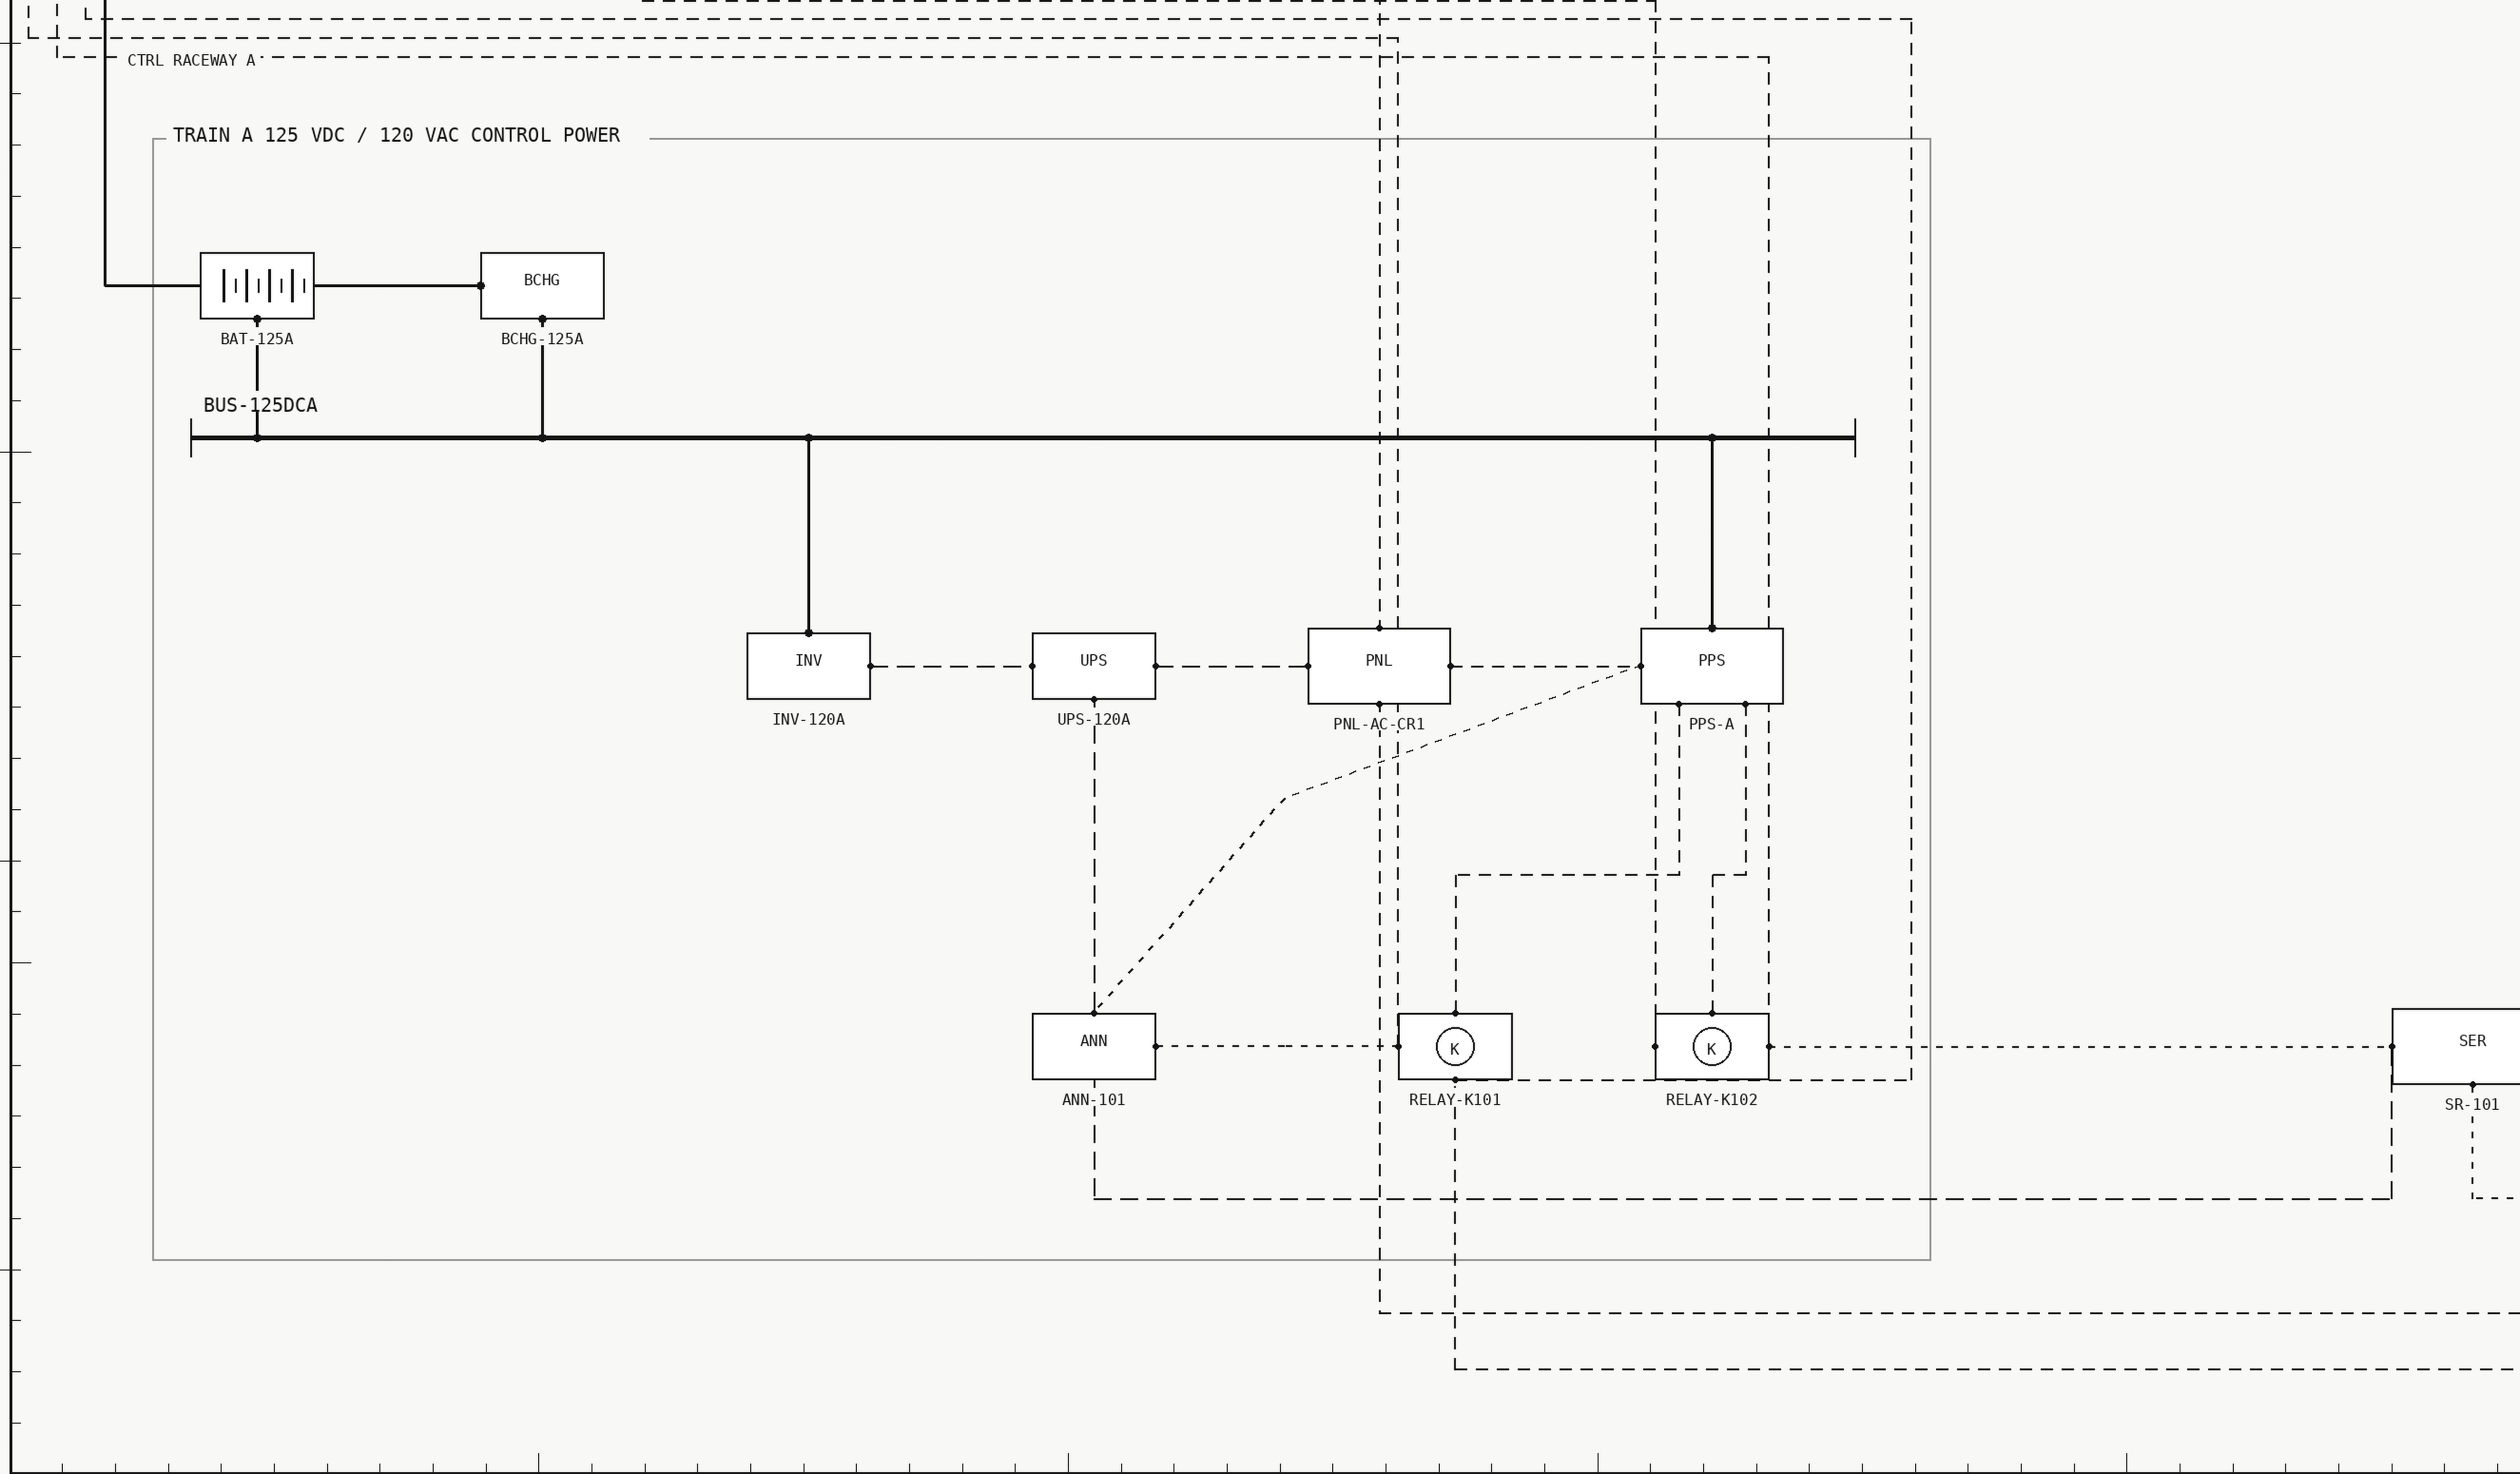 CTRL RACEWAY A
TRAIN A 125 VDC / 120 VAC CONTROL POWER
BCHG
BAT-125A
BCHG-125A
BUS-125DCA
INV
UPS
PNL
PPS
INV-120A
UPS-120A
PNL-AC-CR1
PPS-A
ANN
K
K
SER
ANN-101
RELAY-K101
RELAY-K102
SR-101